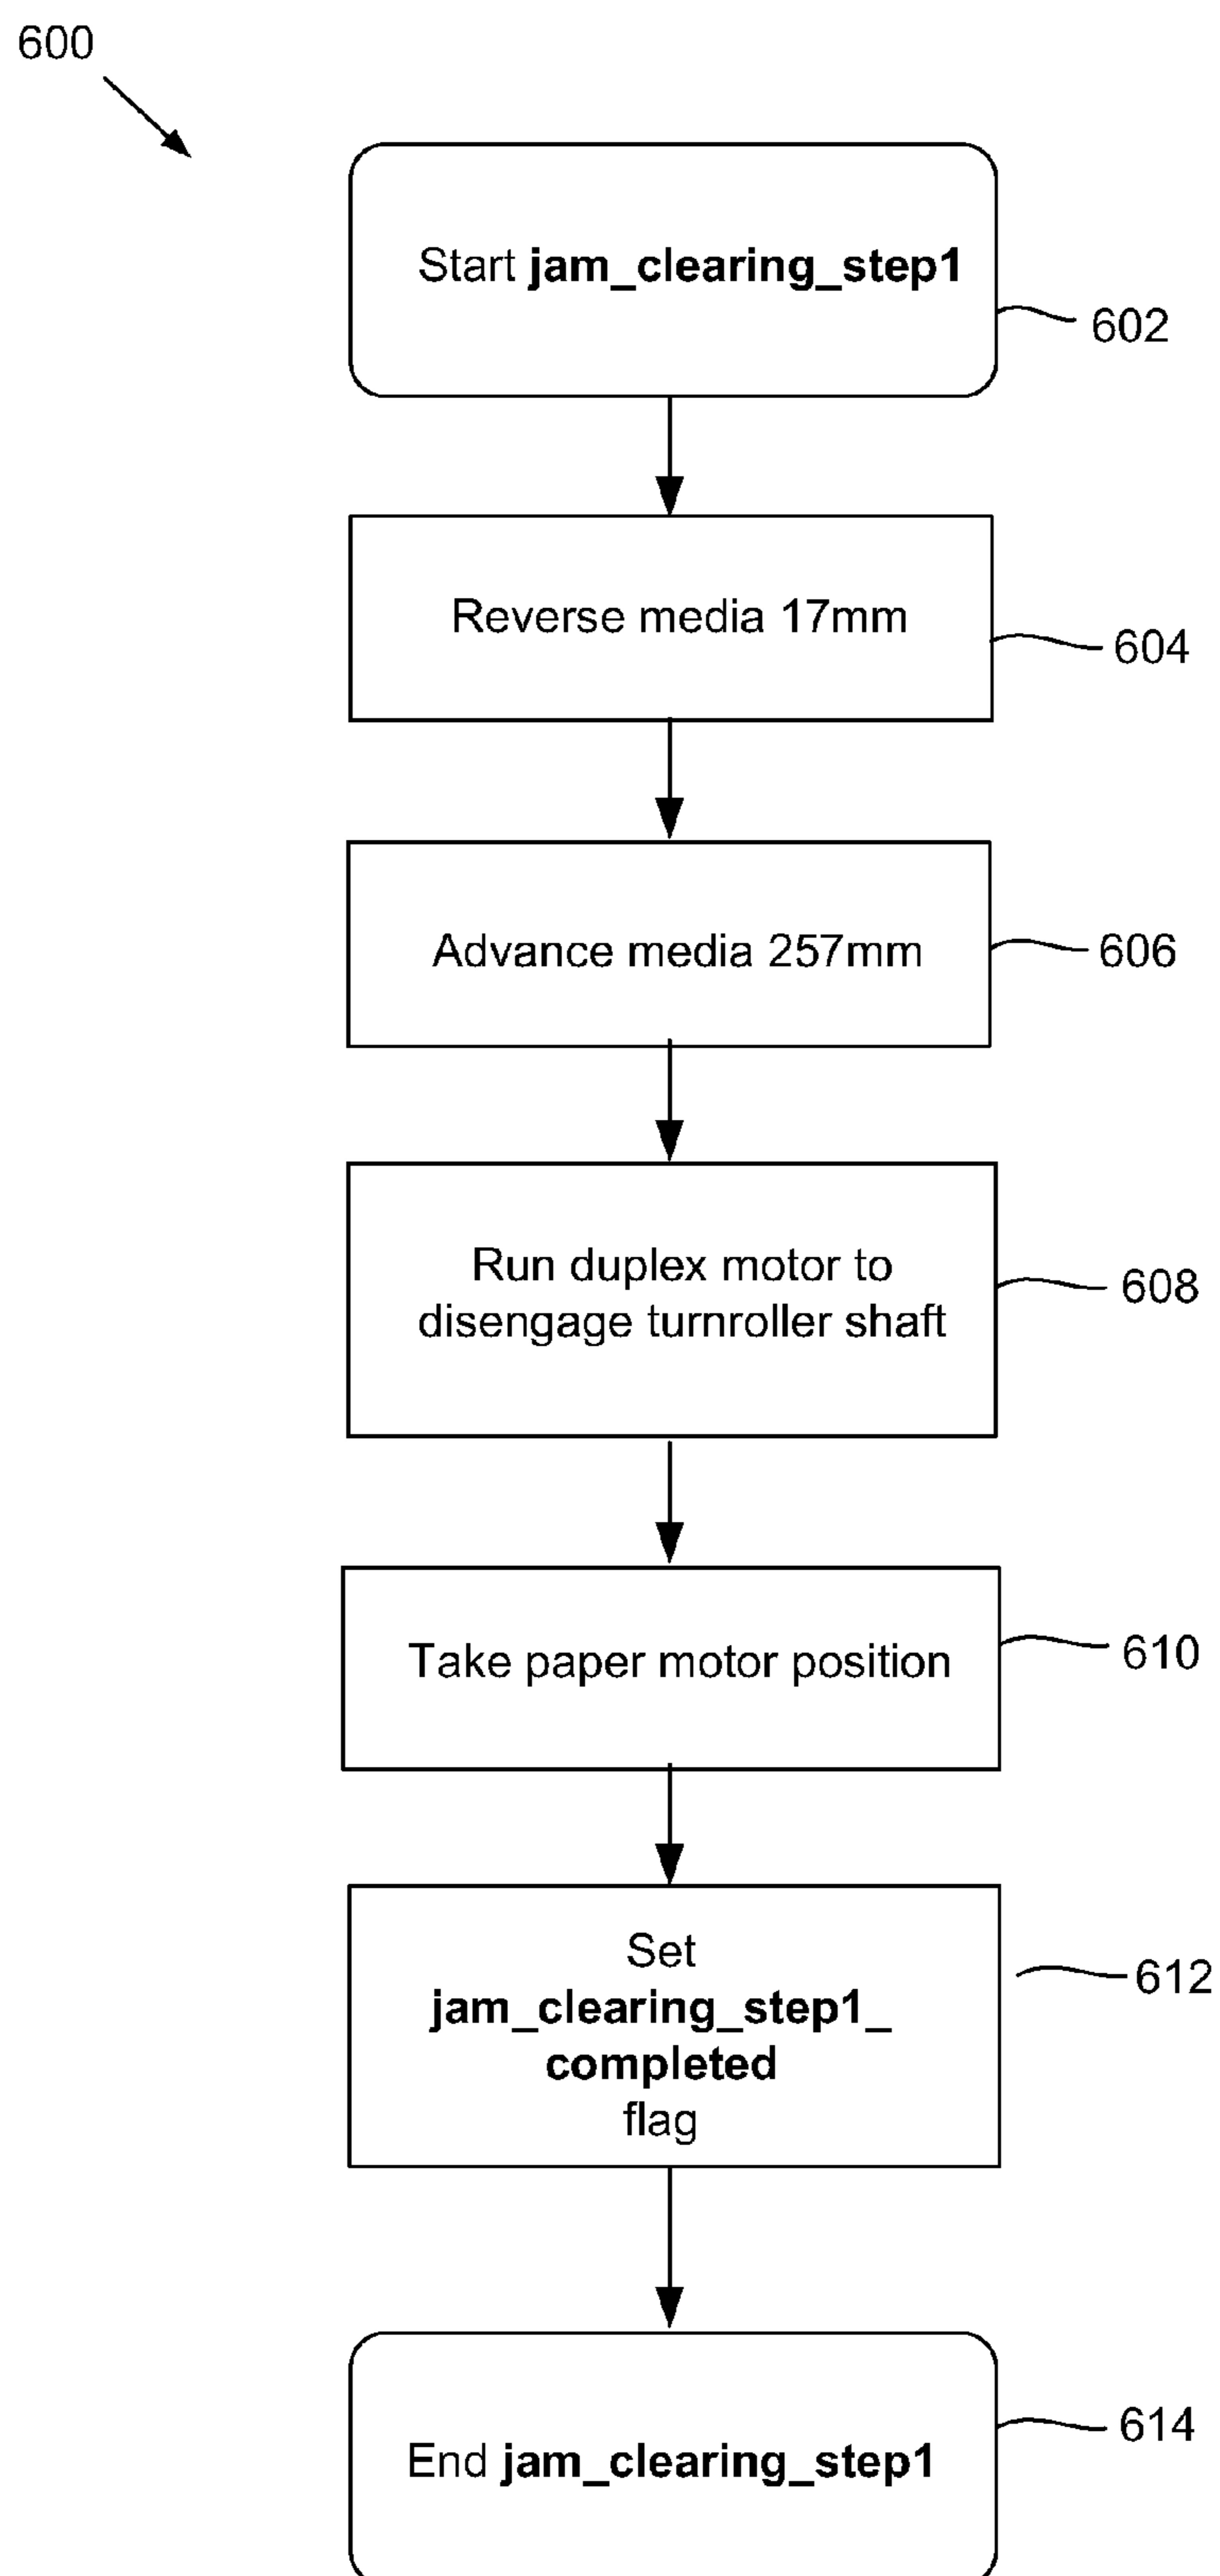 600
Start jam_clearing_step1
602
Reverse media 17mm
604
Advance media 257mm
606
Run duplex motor to
disengage turnroller shaft
608
Take paper motor position
610
Set
jam_clearing_step1_
completed
flag
612
End jam_clearing_step1
614